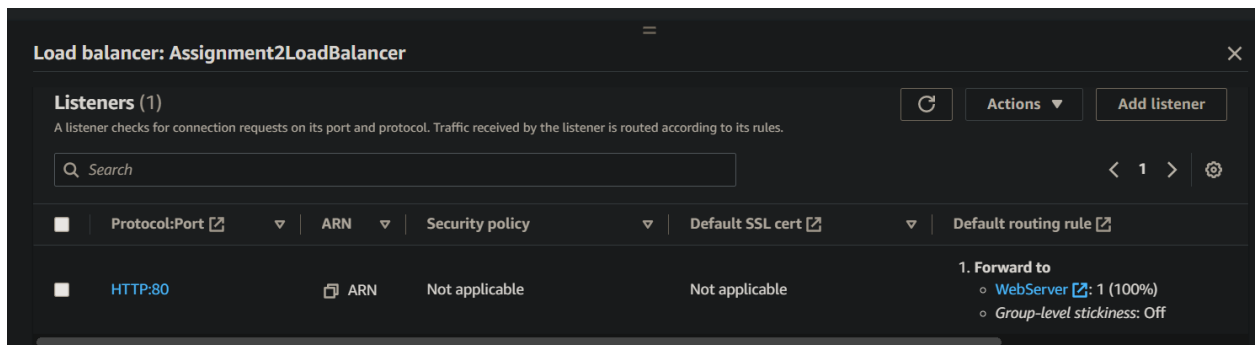 Load balancer: Assignment2LoadBalancer
Listeners (1)
Actions
Add listener
A listener checks for connection requests on its port and protocol. Traffic received by the listener is routed according to its rules.
Search
1
Protocol:Port ARN Security policy Default SSL cert Default routing rule
1. Forward to
HTTP:80 ARN Not applicable Not applicable
WebServer : 1 (100%)
Group-level stickiness: Off